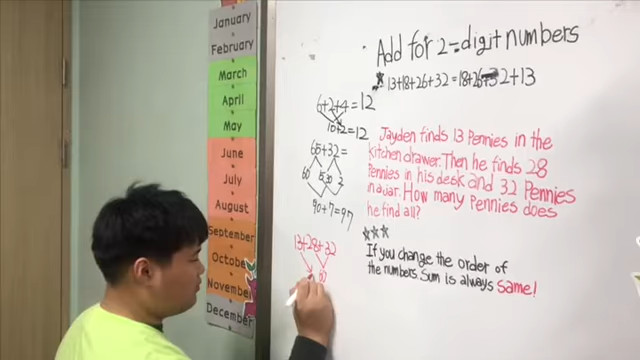 January
February
March
April
May
June
July
August
September
October
November
December
Add for 2-digit numbers
13+18+26+32=18+26+32+13
6+2+4=12
10+2=12
65+32=
60 5 30 2
90+7=97
Jayden finds 13 Pennies in the
kitchen drawer. Then he finds 28
Pennies in his desk and 32 Pennies
in a jar. How many Pennies does
he find all?
13+28+32
If you change the order of
the numbers. Sum is always same!